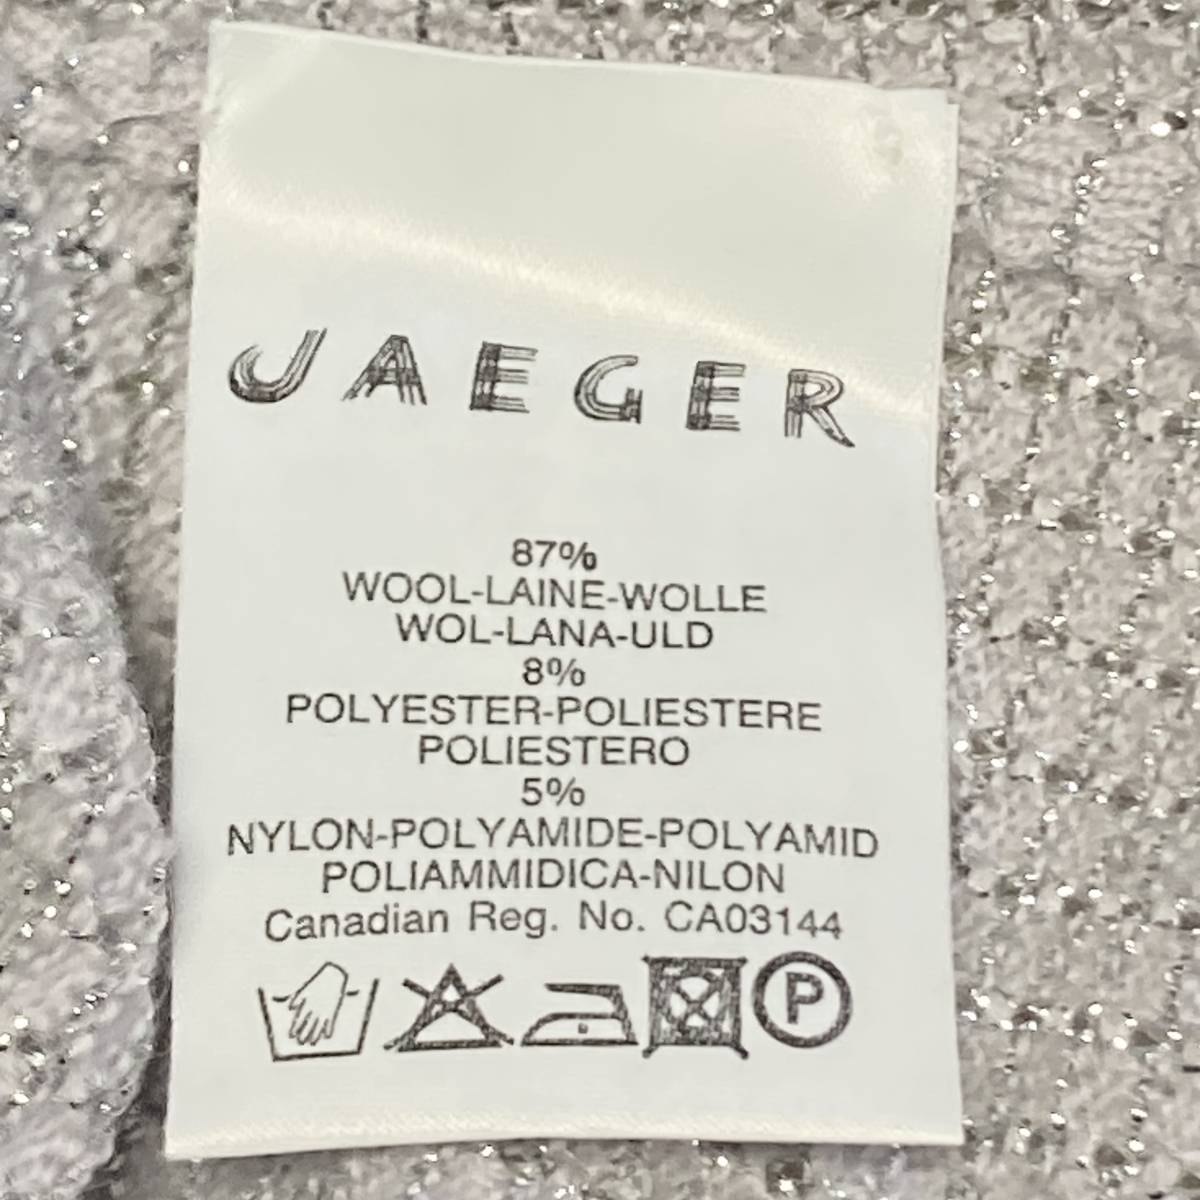 JAEGER
87%
WOOL-LAINE-WOLLE
WOL-LANA-ULD
8%
POLYESTER-POLIESTERE
POLIESTERO
5%
NYLON-POLYAMIDE-POLYAMID
POLIAMMIDICA-NILON
Canadian Reg. No. CA03144
P